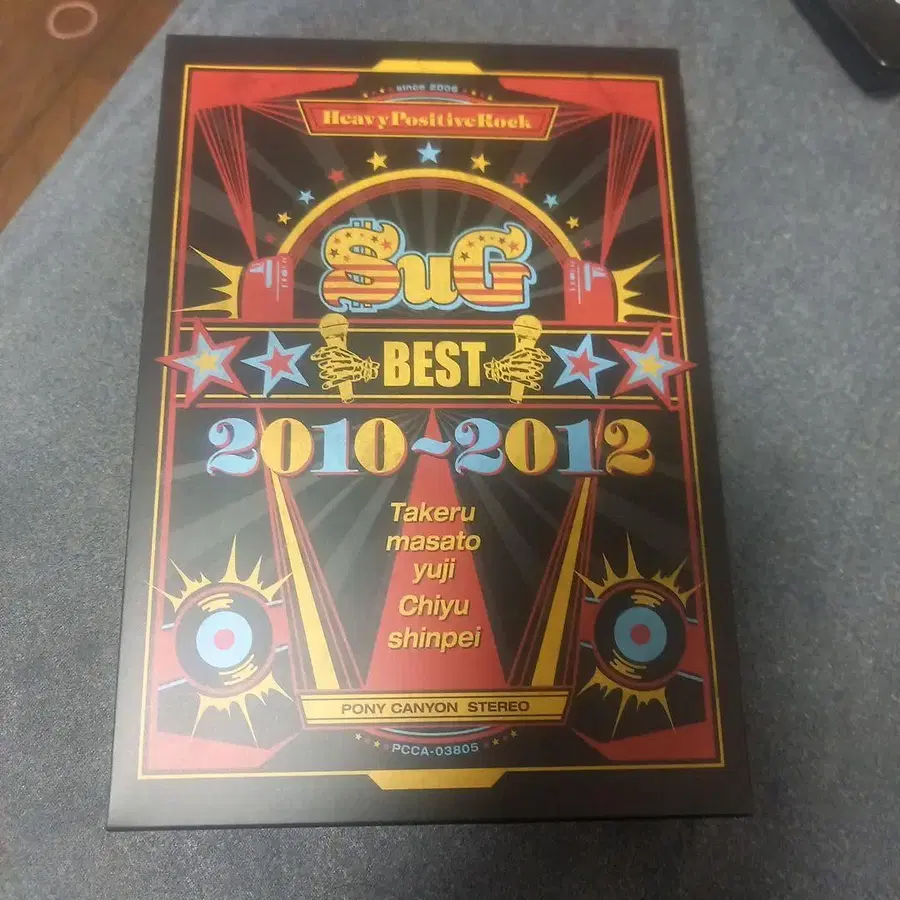 since 2006
HeavyPositiveRock
SuG
BEST
2010~2012
Takeru
masato
yuji
Chiyu
shinpei
PONY CANYON STEREO
PCCA-03805